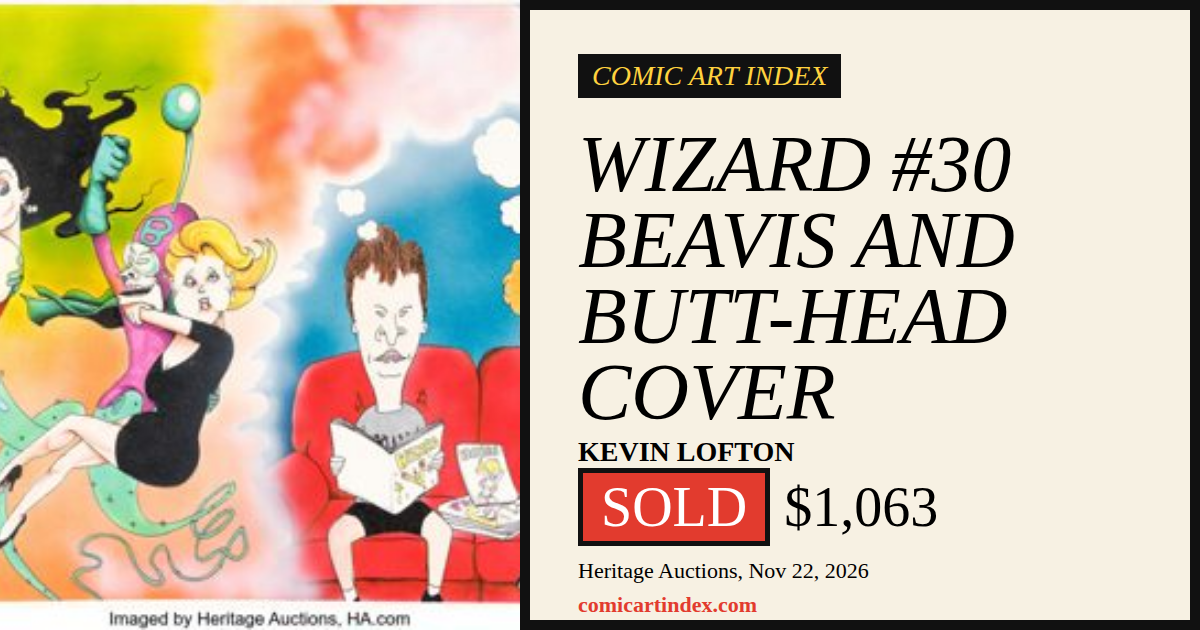 COMIC ART INDEX
WIZARD #30
BEAVIS AND
BUTT-HEAD
COVER
KEVIN LOFTON
SOLD $1,063
Heritage Auctions, Nov 22, 2026
comicartindex.com
B
Imaged by Heritage Auctions, HA.com